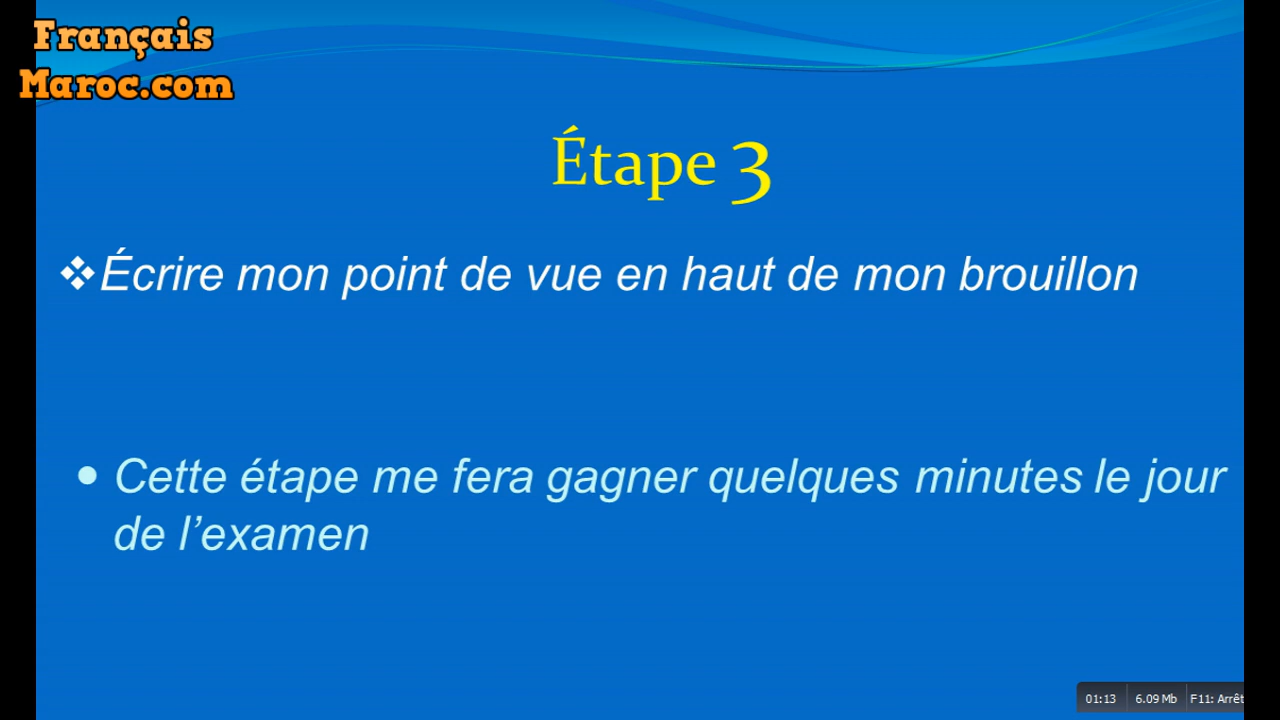 Français
Maroc.com
Étape 3
❖Écrire mon point de vue en haut de mon brouillon
• Cette étape me fera gagner quelques minutes le jour
de l’examen
01:13 6.09 Mb F11: Arrêt